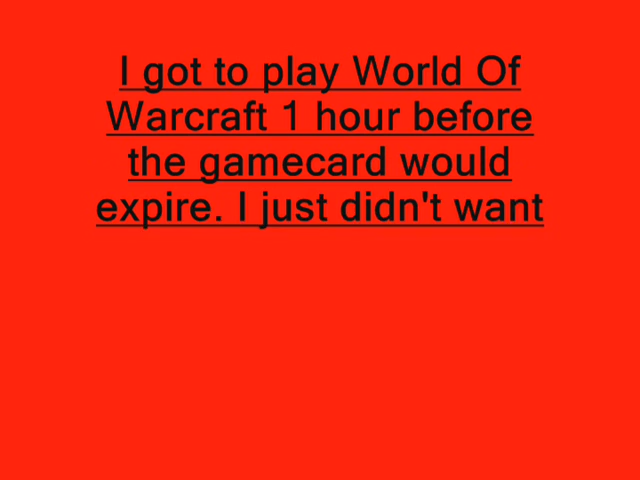 I got to play World Of
Warcraft 1 hour before
the gamecard would
expire. I just didn't want